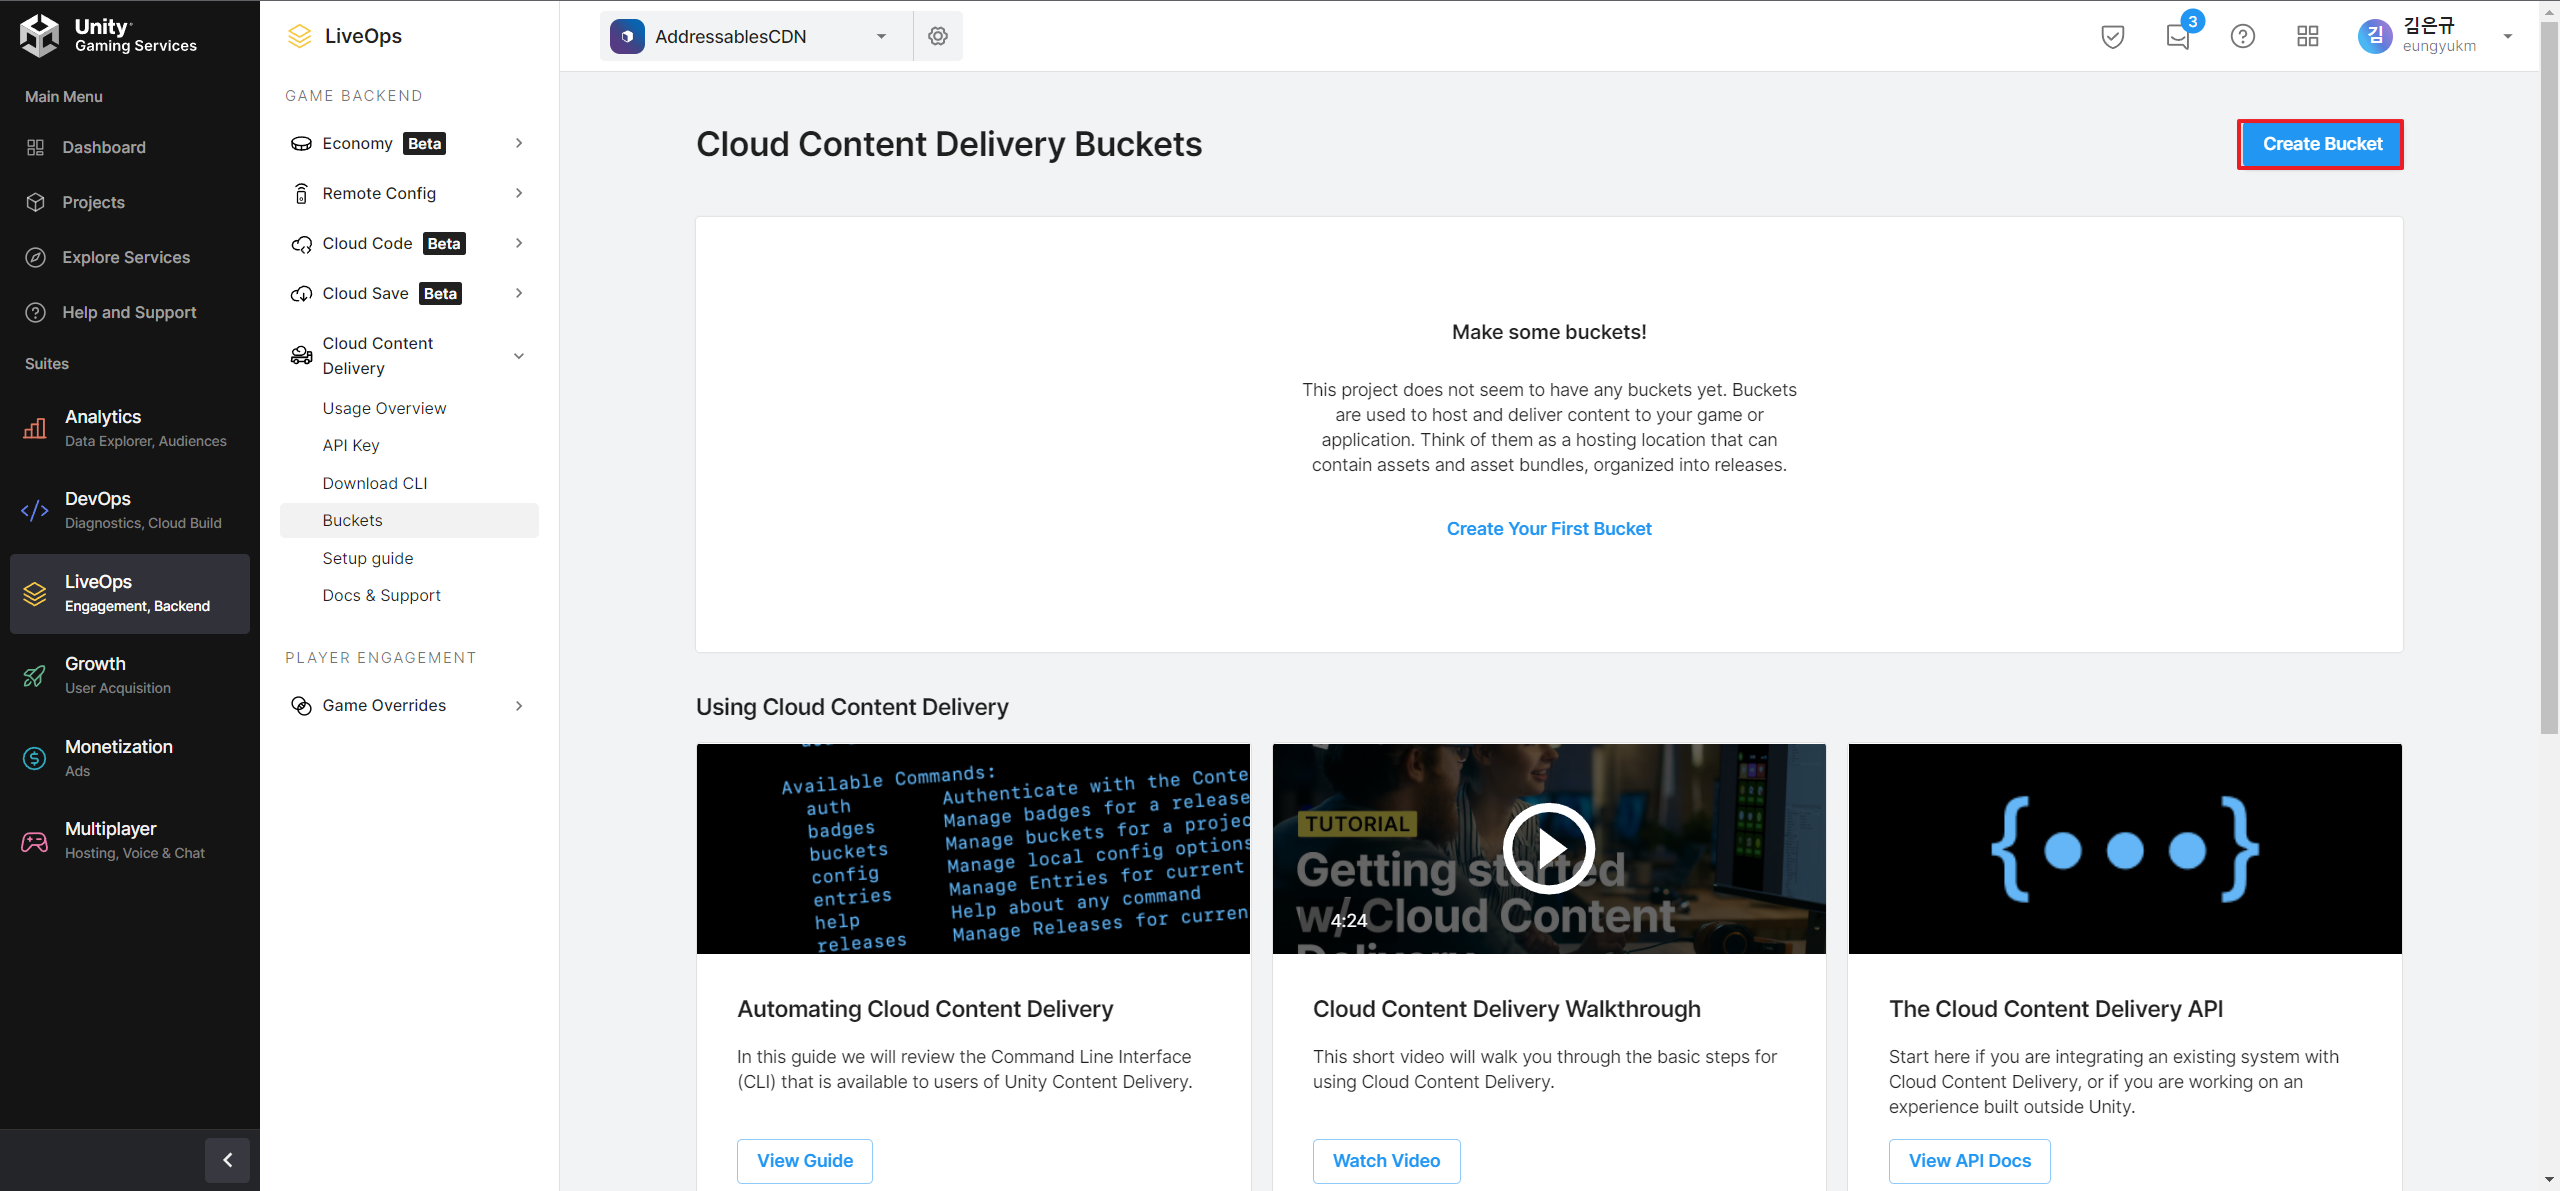 Unity
Gaming Services
Main Menu
Dashboard
Projects
Explore Services
Help and Support
Suites
Analytics
Data Explorer, Audiences
DevOps
Diagnostics, Cloud Build
LiveOps
Engagement, Backend
Growth
User Acquisition
Monetization
Ads
Multiplayer
Hosting, Voice & Chat
LiveOps
GAME BACKEND
Economy Beta
Remote Config
Cloud Code Beta
Cloud Save Beta
Cloud Content
Delivery
Usage Overview
API Key
Download CLI
Buckets
Setup guide
Docs & Support
PLAYER ENGAGEMENT
Game Overrides
AddressablesCDN
3
김
김은규
eungyukm
Cloud Content Delivery Buckets
Create Bucket
Make some buckets!
This project does not seem to have any buckets yet. Buckets
are used to host and deliver content to your game or
application. Think of them as a hosting location that can
contain assets and asset bundles, organized into releases.
Create Your First Bucket
Using Cloud Content Delivery
Available Commands:
auth Authenticate with the Conte
badges Manage badges for a release
buckets Manage buckets for a projec
config Manage local config options
entries Manage Entries for current
help Help about any command
releases Manage Releases for curren
Automating Cloud Content Delivery
In this guide we will review the Command Line Interface
(CLI) that is available to users of Unity Content Delivery.
View Guide
TUTORIAL
Getting started
w/ Cloud Content
Delivery
4:24
Cloud Content Delivery Walkthrough
This short video will walk you through the basic steps for
using Cloud Content Delivery.
Watch Video
{•••}
The Cloud Content Delivery API
Start here if you are integrating an existing system with
Cloud Content Delivery, or if you are working on an
experience built outside Unity.
View API Docs